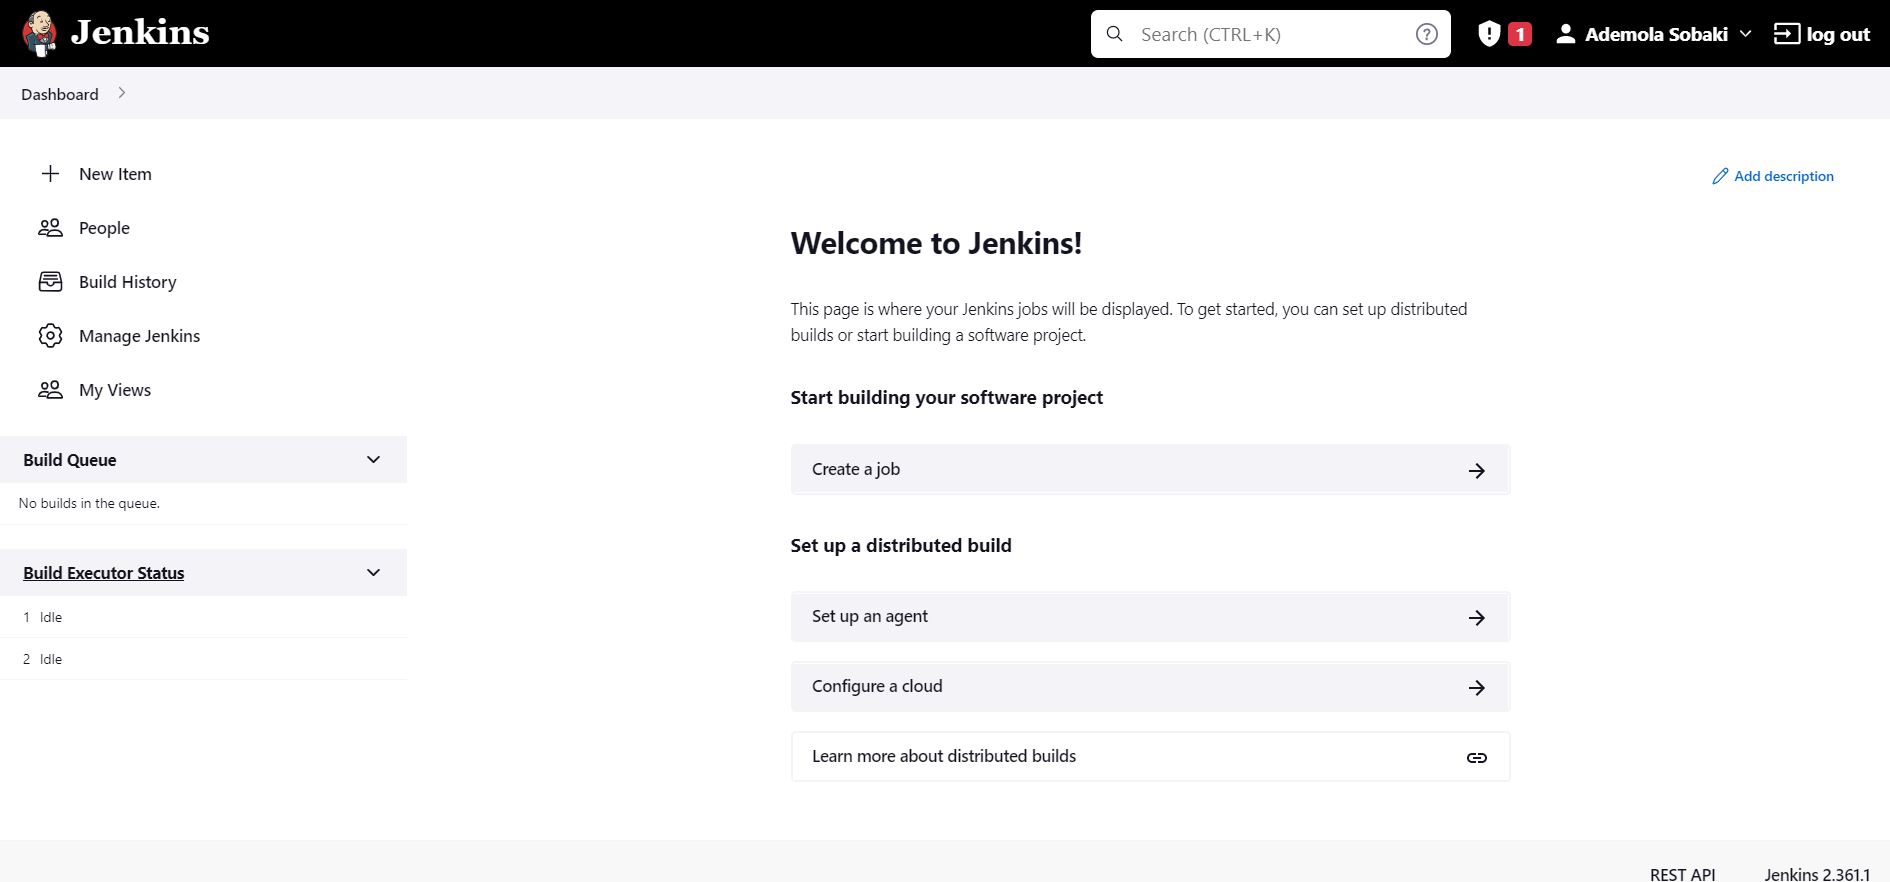 Jenkins
Search (CTRL+K)
1
Ademola Sobaki
log out
Dashboard
New Item
People
Build History
Manage Jenkins
My Views
Build Queue
No builds in the queue.
Build Executor Status
1 Idle
2 Idle
Add description
Welcome to Jenkins!
This page is where your Jenkins jobs will be displayed. To get started, you can set up distributed
builds or start building a software project.
Start building your software project
Create a job
Set up a distributed build
Set up an agent
Configure a cloud
Learn more about distributed builds
REST API
Jenkins 2.361.1